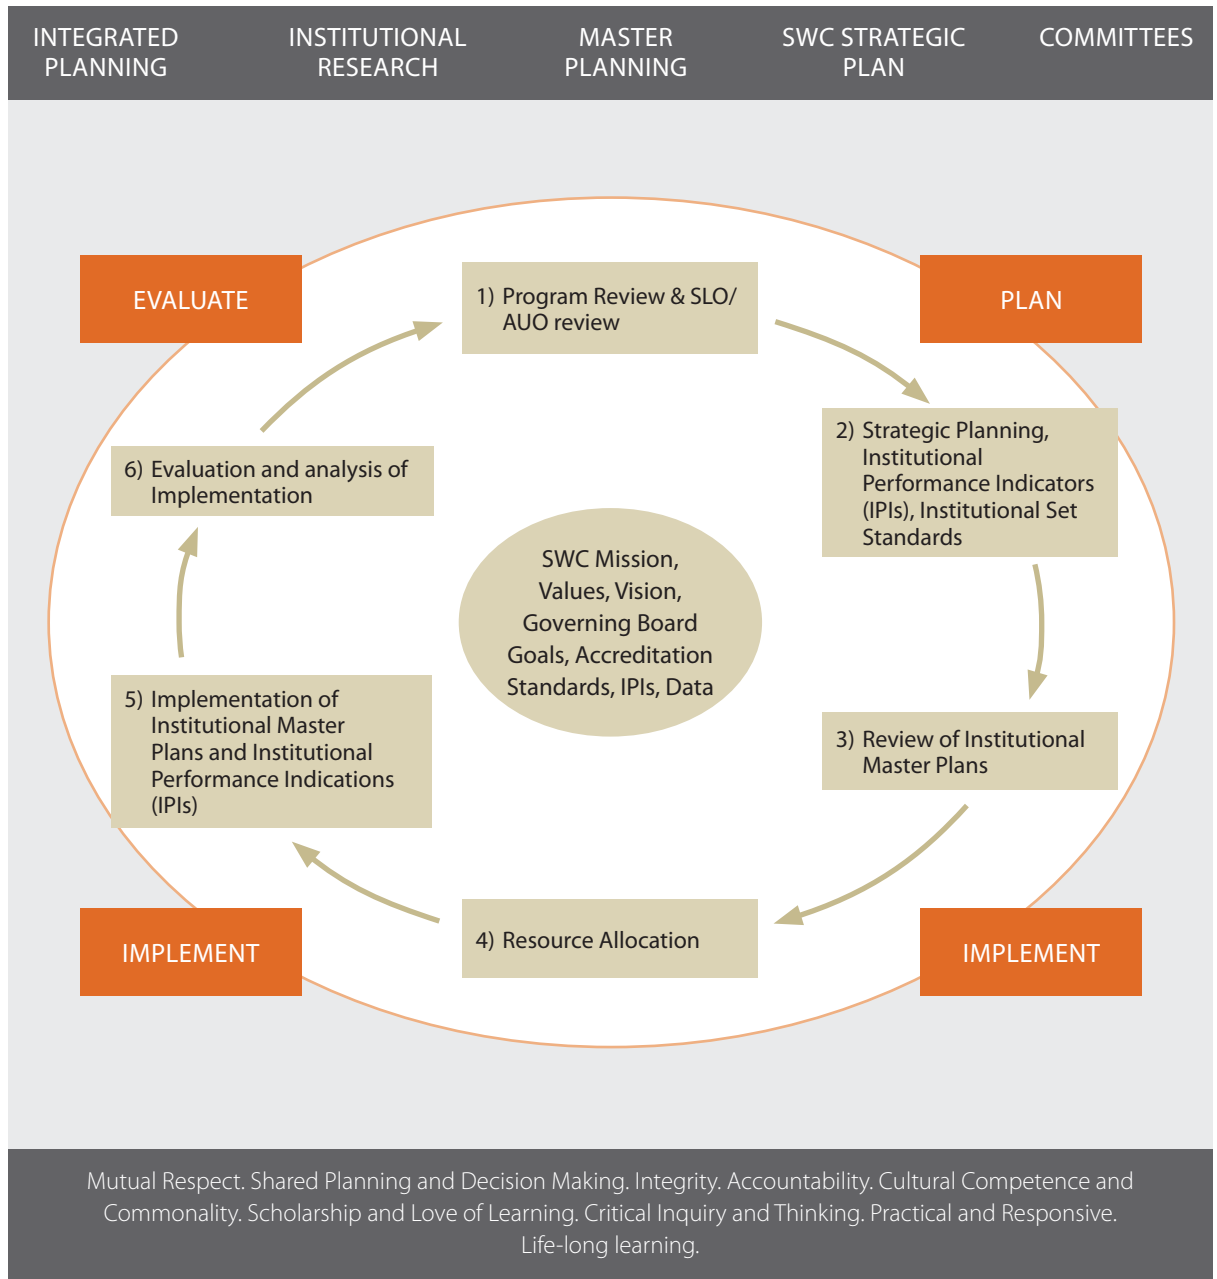 INTEGRATED
PLANNING
INSTITUTIONAL
RESEARCH
MASTER
PLANNING
SWC STRATEGIC
PLAN
COMMITTEES
EVALUATE
PLAN
1) Program Review & SLO/
AUO review
2) Strategic Planning,
Institutional
Performance Indicators
(IPIs), Institutional Set
Standards
6) Evaluation and analysis of
Implementation
SWC Mission,
Values, Vision,
Governing Board
Goals, Accreditation
Standards, IPIs, Data
5) Implementation of
Institutional Master
Plans and Institutional
Performance Indications
(IPIs)
3) Review of Institutional
Master Plans
4) Resource Allocation
IMPLEMENT
IMPLEMENT
Mutual Respect. Shared Planning and Decision Making. Integrity. Accountability. Cultural Competence and
Commonality. Scholarship and Love of Learning. Critical Inquiry and Thinking. Practical and Responsive.
Life-long learning.